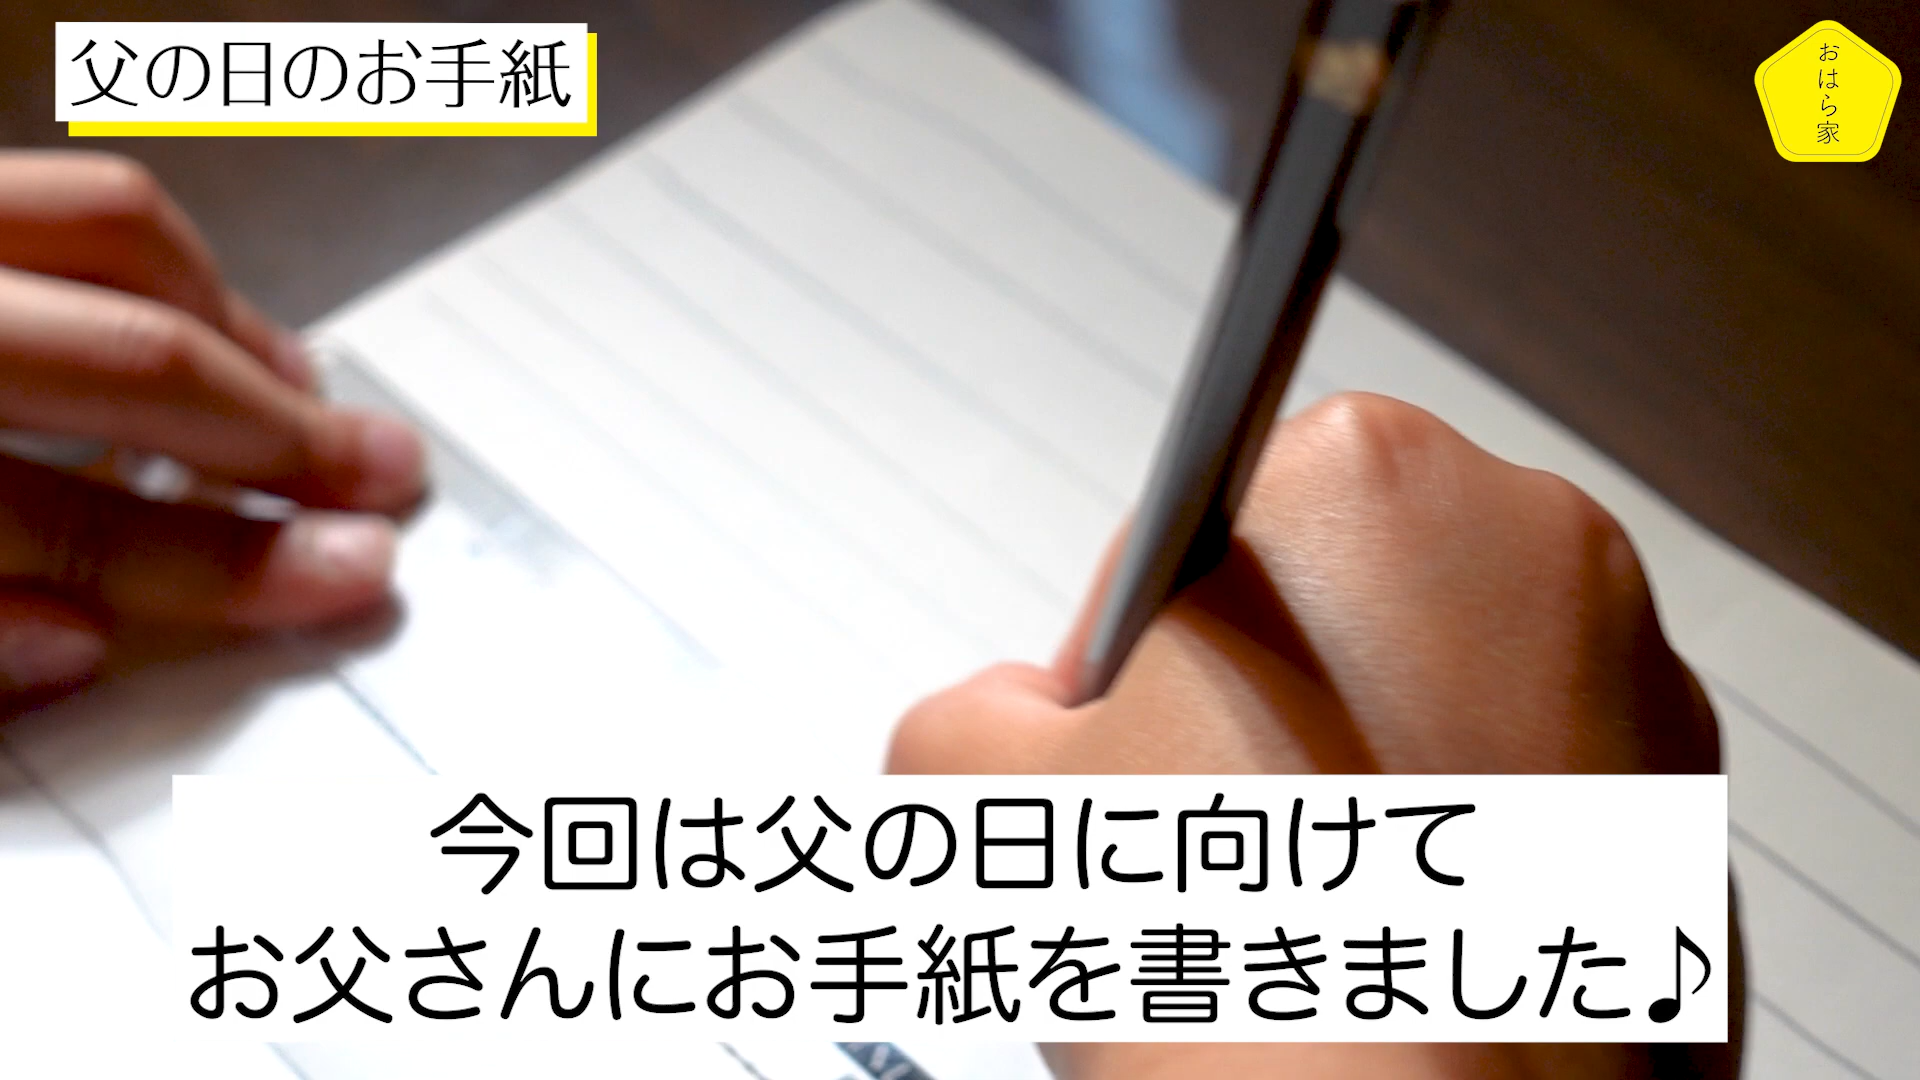 父の日のお手紙
おはら家
今回は父の日に向けて
お父さんにお手紙を書きました♪